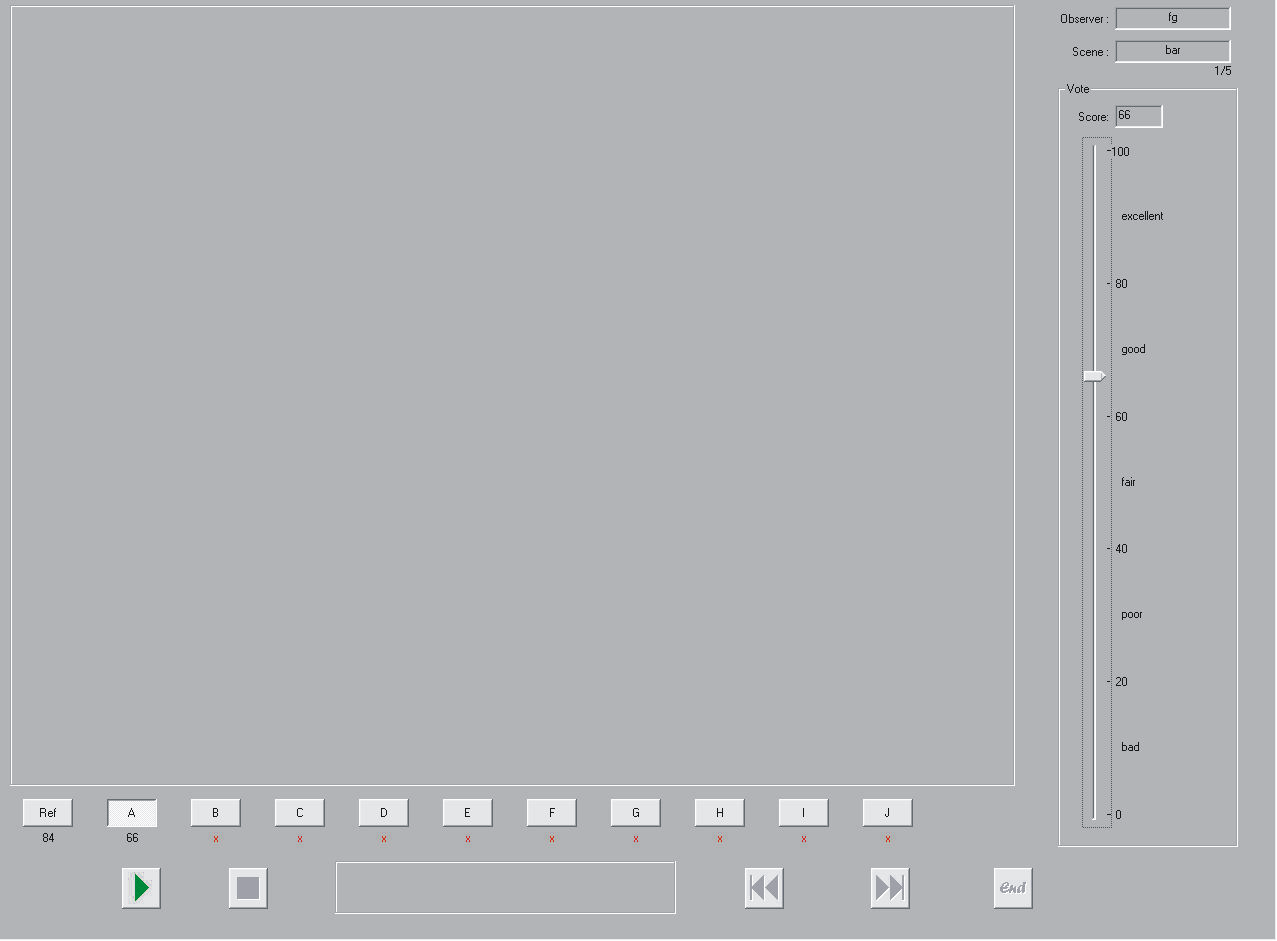 Observer : fg
Scene : bar
1/5
Vote
Score: 66
100
excellent
80
good
60
fair
40
poor
20
bad
0
Ref A B C D E F G H I J
84 66 x x x x x x x x x
End